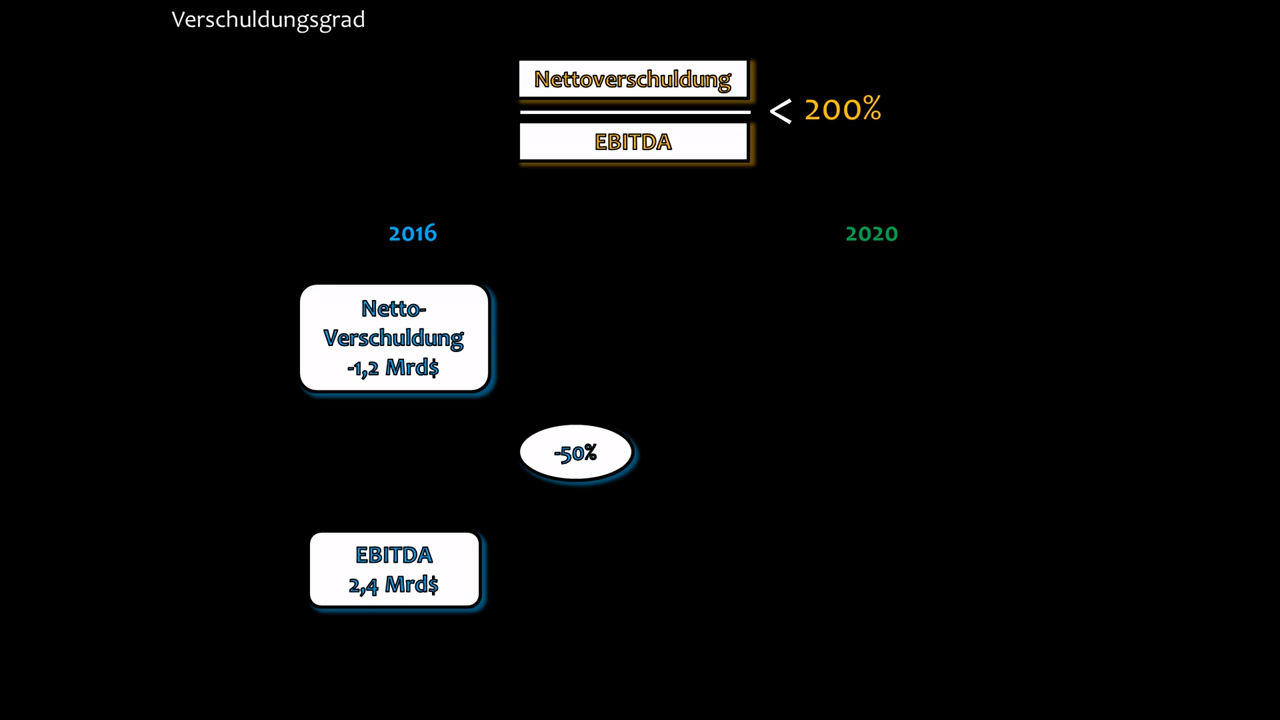 Verschuldungsgrad
Nettoverschuldung
EBITDA
< 200%
2016
2020
Netto-
Verschuldung
-1,2 Mrd$
-50%
EBITDA
2,4 Mrd$